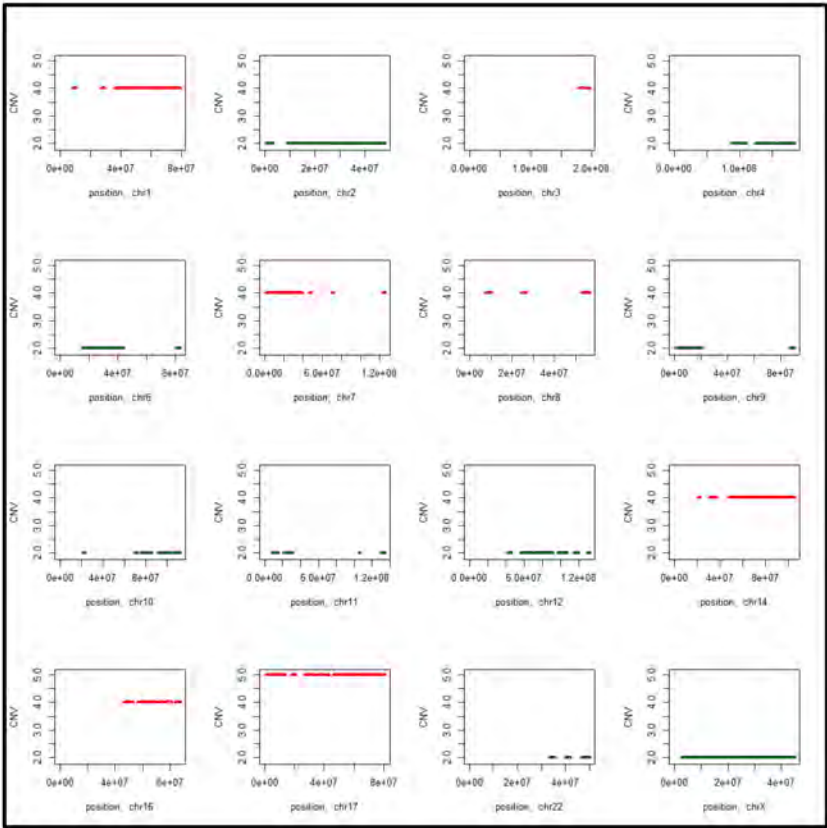 CNV
2.0 3.0 4.0 5.0
0e+00 4e+07 8e+07
position, chr1
CNV
2.0 3.0 4.0 5.0
0e+00 2e+07 4e+07
position, chr2
CNV
2.0 3.0 4.0 5.0
0.0e+00 1.0e+08 2.0e+08
position, chr3
CNV
2.0 3.0 4.0 5.0
0.0e+00 1.0e+08
position, chr4
CNV
2.0 3.0 4.0 5.0
0e+00 4e+07 8e+07
position, chr6
CNV
2.0 3.0 4.0 5.0
0.0e+00 6.0e+07 1.2e+08
position, chr7
CNV
2.0 3.0 4.0 5.0
0e+00 2e+07 4e+07
position, chr8
CNV
2.0 3.0 4.0 5.0
0e+00 4e+07 8e+07
position, chr9
CNV
2.0 3.0 4.0 5.0
0e+00 4e+07 8e+07
position, chr10
CNV
2.0 3.0 4.0 5.0
0.0e+00 6.0e+07 1.2e+08
position, chr11
CNV
2.0 3.0 4.0 5.0
0.0e+00 6.0e+07 1.2e+08
position, chr12
CNV
2.0 3.0 4.0 5.0
0e+00 4e+07 8e+07
position, chr14
CNV
2.0 3.0 4.0 5.0
0e+00 4e+07 6e+07
position, chr16
CNV
2.0 3.0 4.0 5.0
0e+00 4e+07 8e+07
position, chr17
CNV
2.0 3.0 4.0 5.0
0e+00 2e+07 4e+07
position, chr22
CNV
2.0 3.0 4.0 5.0
0e+00 2e+07 4e+07
position, chrX